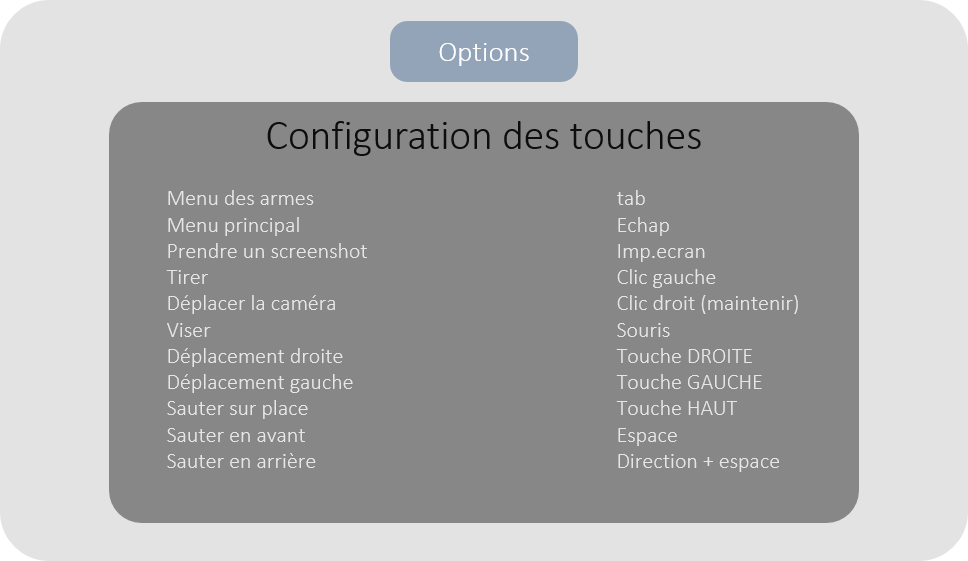 Options
Configuration des touches
Menu des armes tab
Menu principal Echap
Prendre un screenshot Imp.ecran
Tirer Clic gauche
Déplacer la caméra Clic droit (maintenir)
Viser Souris
Déplacement droite Touche DROITE
Déplacement gauche Touche GAUCHE
Sauter sur place Touche HAUT
Sauter en avant Espace
Sauter en arrière Direction + espace